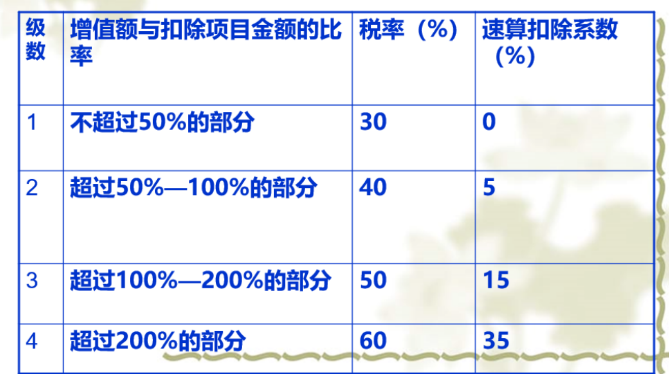 级数 增值额与扣除项目金额的比率 税率（%） 速算扣除系数（%）
1 不超过50%的部分 30 0
2 超过50%—100%的部分 40 5
3 超过100%—200%的部分 50 15
4 超过200%的部分 60 35